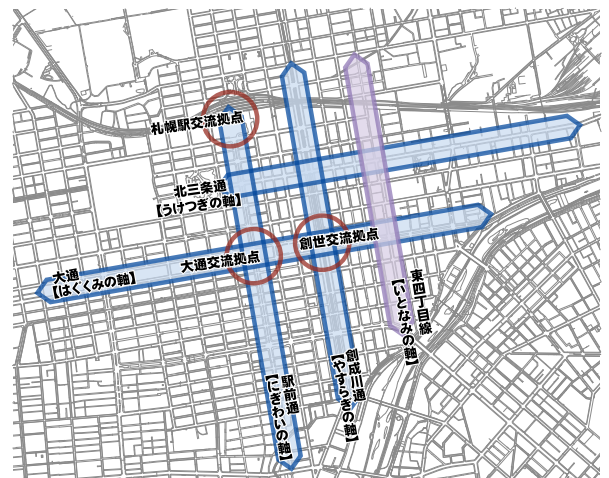 札幌駅交流拠点
北三条通
【うけつぎの軸】
創世交流拠点
大通交流拠点
大通
【はぐくみの軸】
東四丁目線
【いとなみの軸】
創成川通
【やすらぎの軸】
駅前通
【にぎわいの軸】